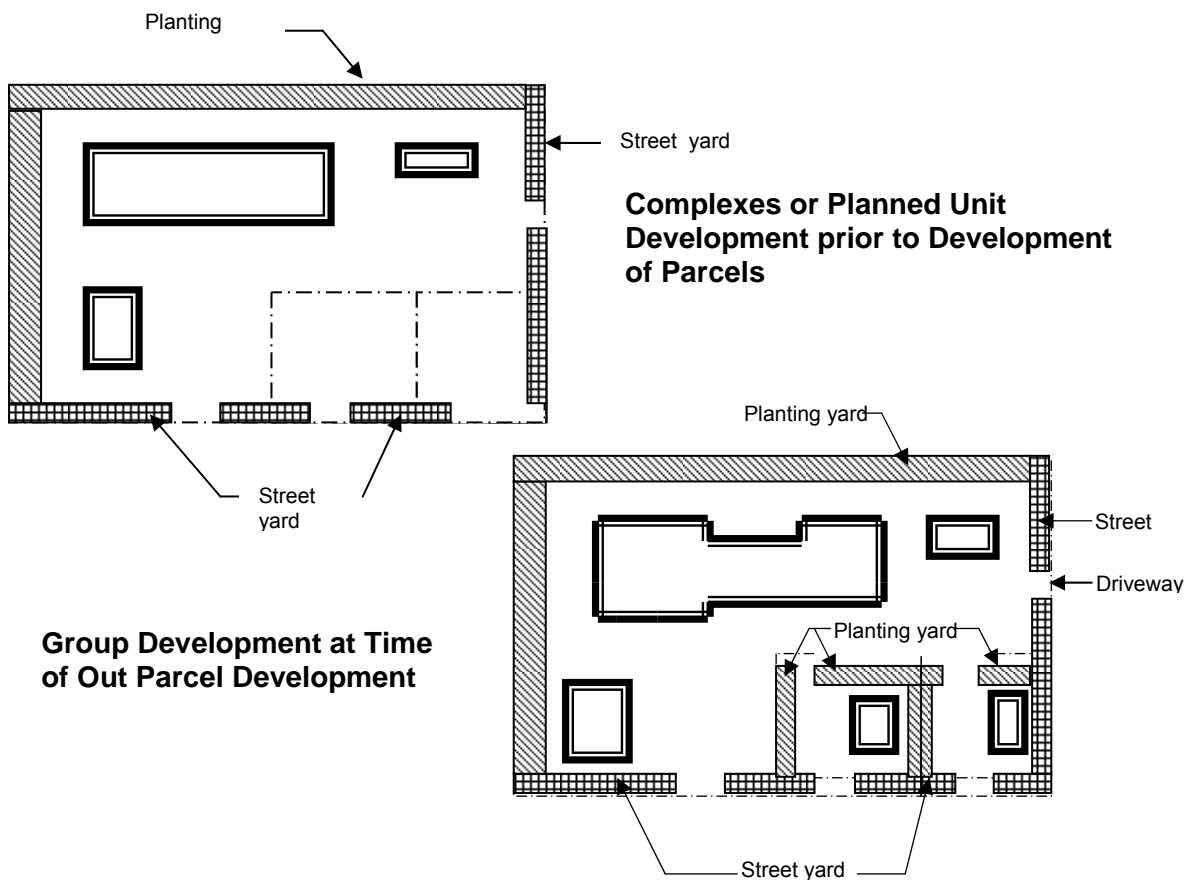 Planting
Street yard
Complexes or Planned Unit
Development prior to Development
of Parcels
Street
yard
Planting yard
Street
Driveway
Planting yard
Group Development at Time
of Out Parcel Development
Street yard